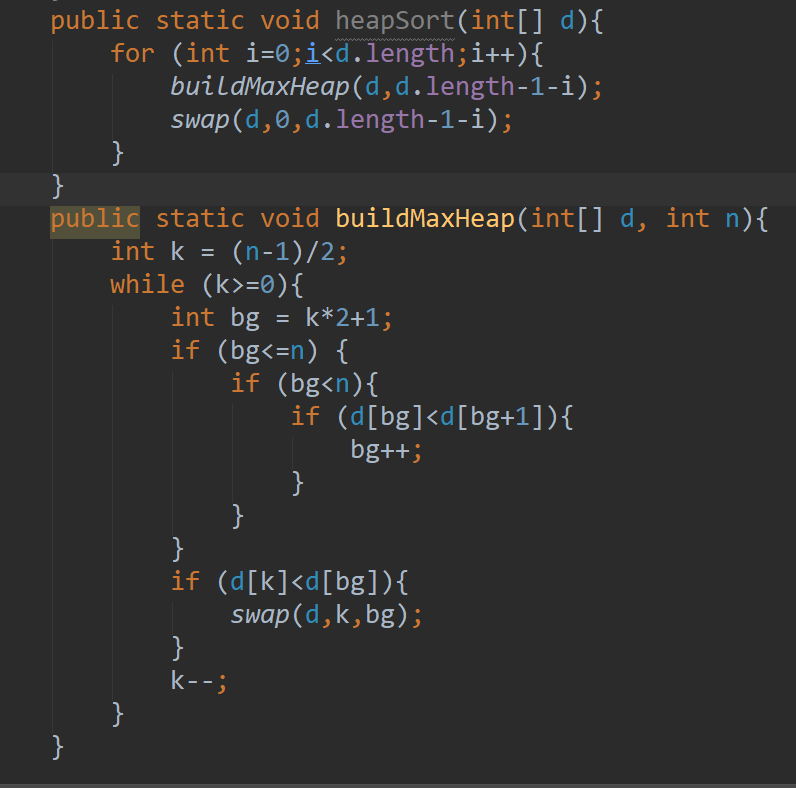 public static void heapSort(int[] d){
    for (int i=0;i<d.length;i++){
        buildMaxHeap(d,d.length-1-i);
        swap(d,0,d.length-1-i);
    }
}
public static void buildMaxHeap(int[] d, int n){
    int k = (n-1)/2;
    while (k>=0){
        int bg = k*2+1;
        if (bg<=n) {
            if (bg<n){
                if (d[bg]<d[bg+1]){
                    bg++;
                }
            }
        }
        if (d[k]<d[bg]){
            swap(d,k,bg);
        }
        k--;
    }
}